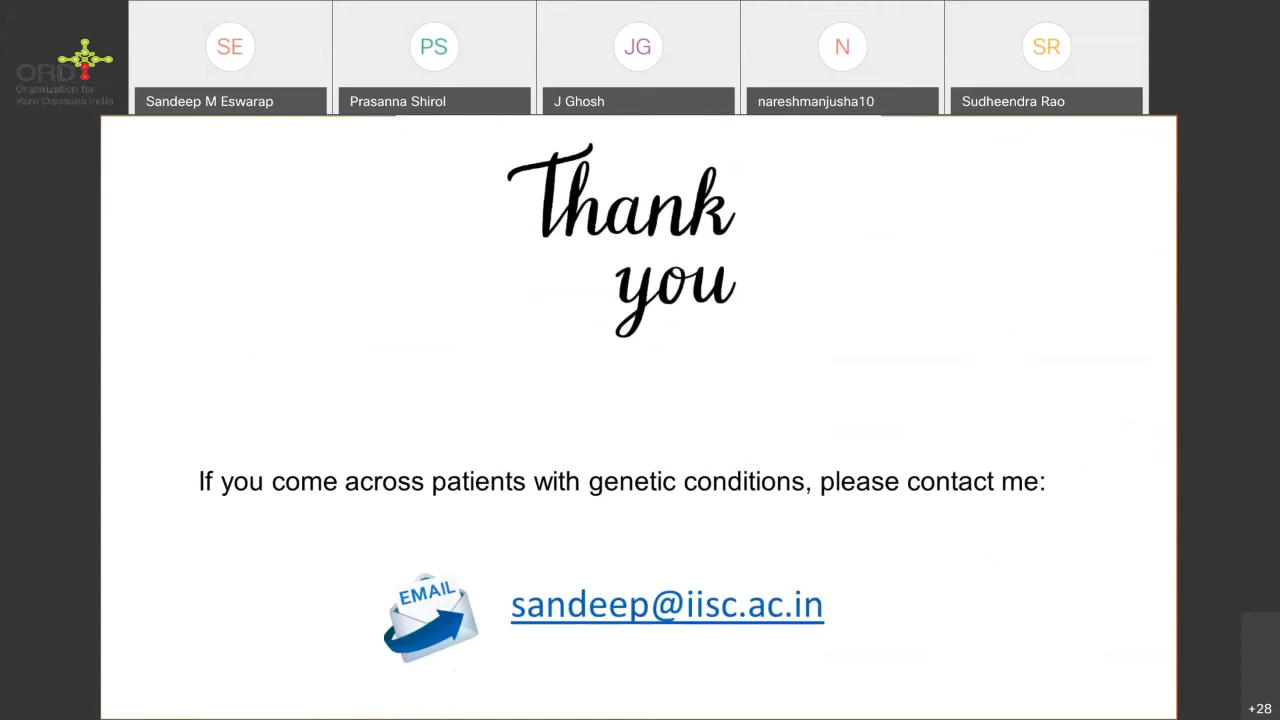 ORDI
Organization for
Rare Diseases India
SE
PS
JG
N
SR
Sandeep M Eswarap
Prasanna Shirol
J Ghosh
nareshmanjusha10
Sudheendra Rao
Thank
you
If you come across patients with genetic conditions, please contact me:
EMAIL
sandeep@iisc.ac.in
+28